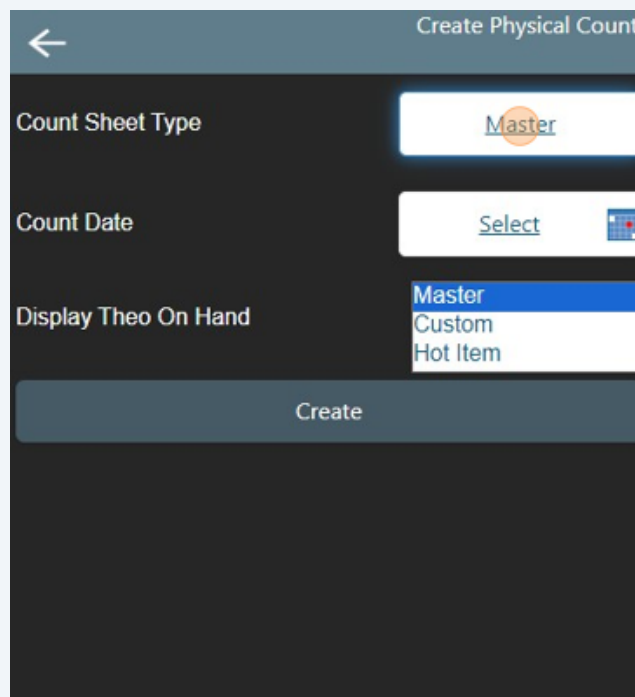 Create Physical Count
Count Sheet Type
Master
Count Date
Select
Display Theo On Hand
Master
Custom
Hot Item
Create